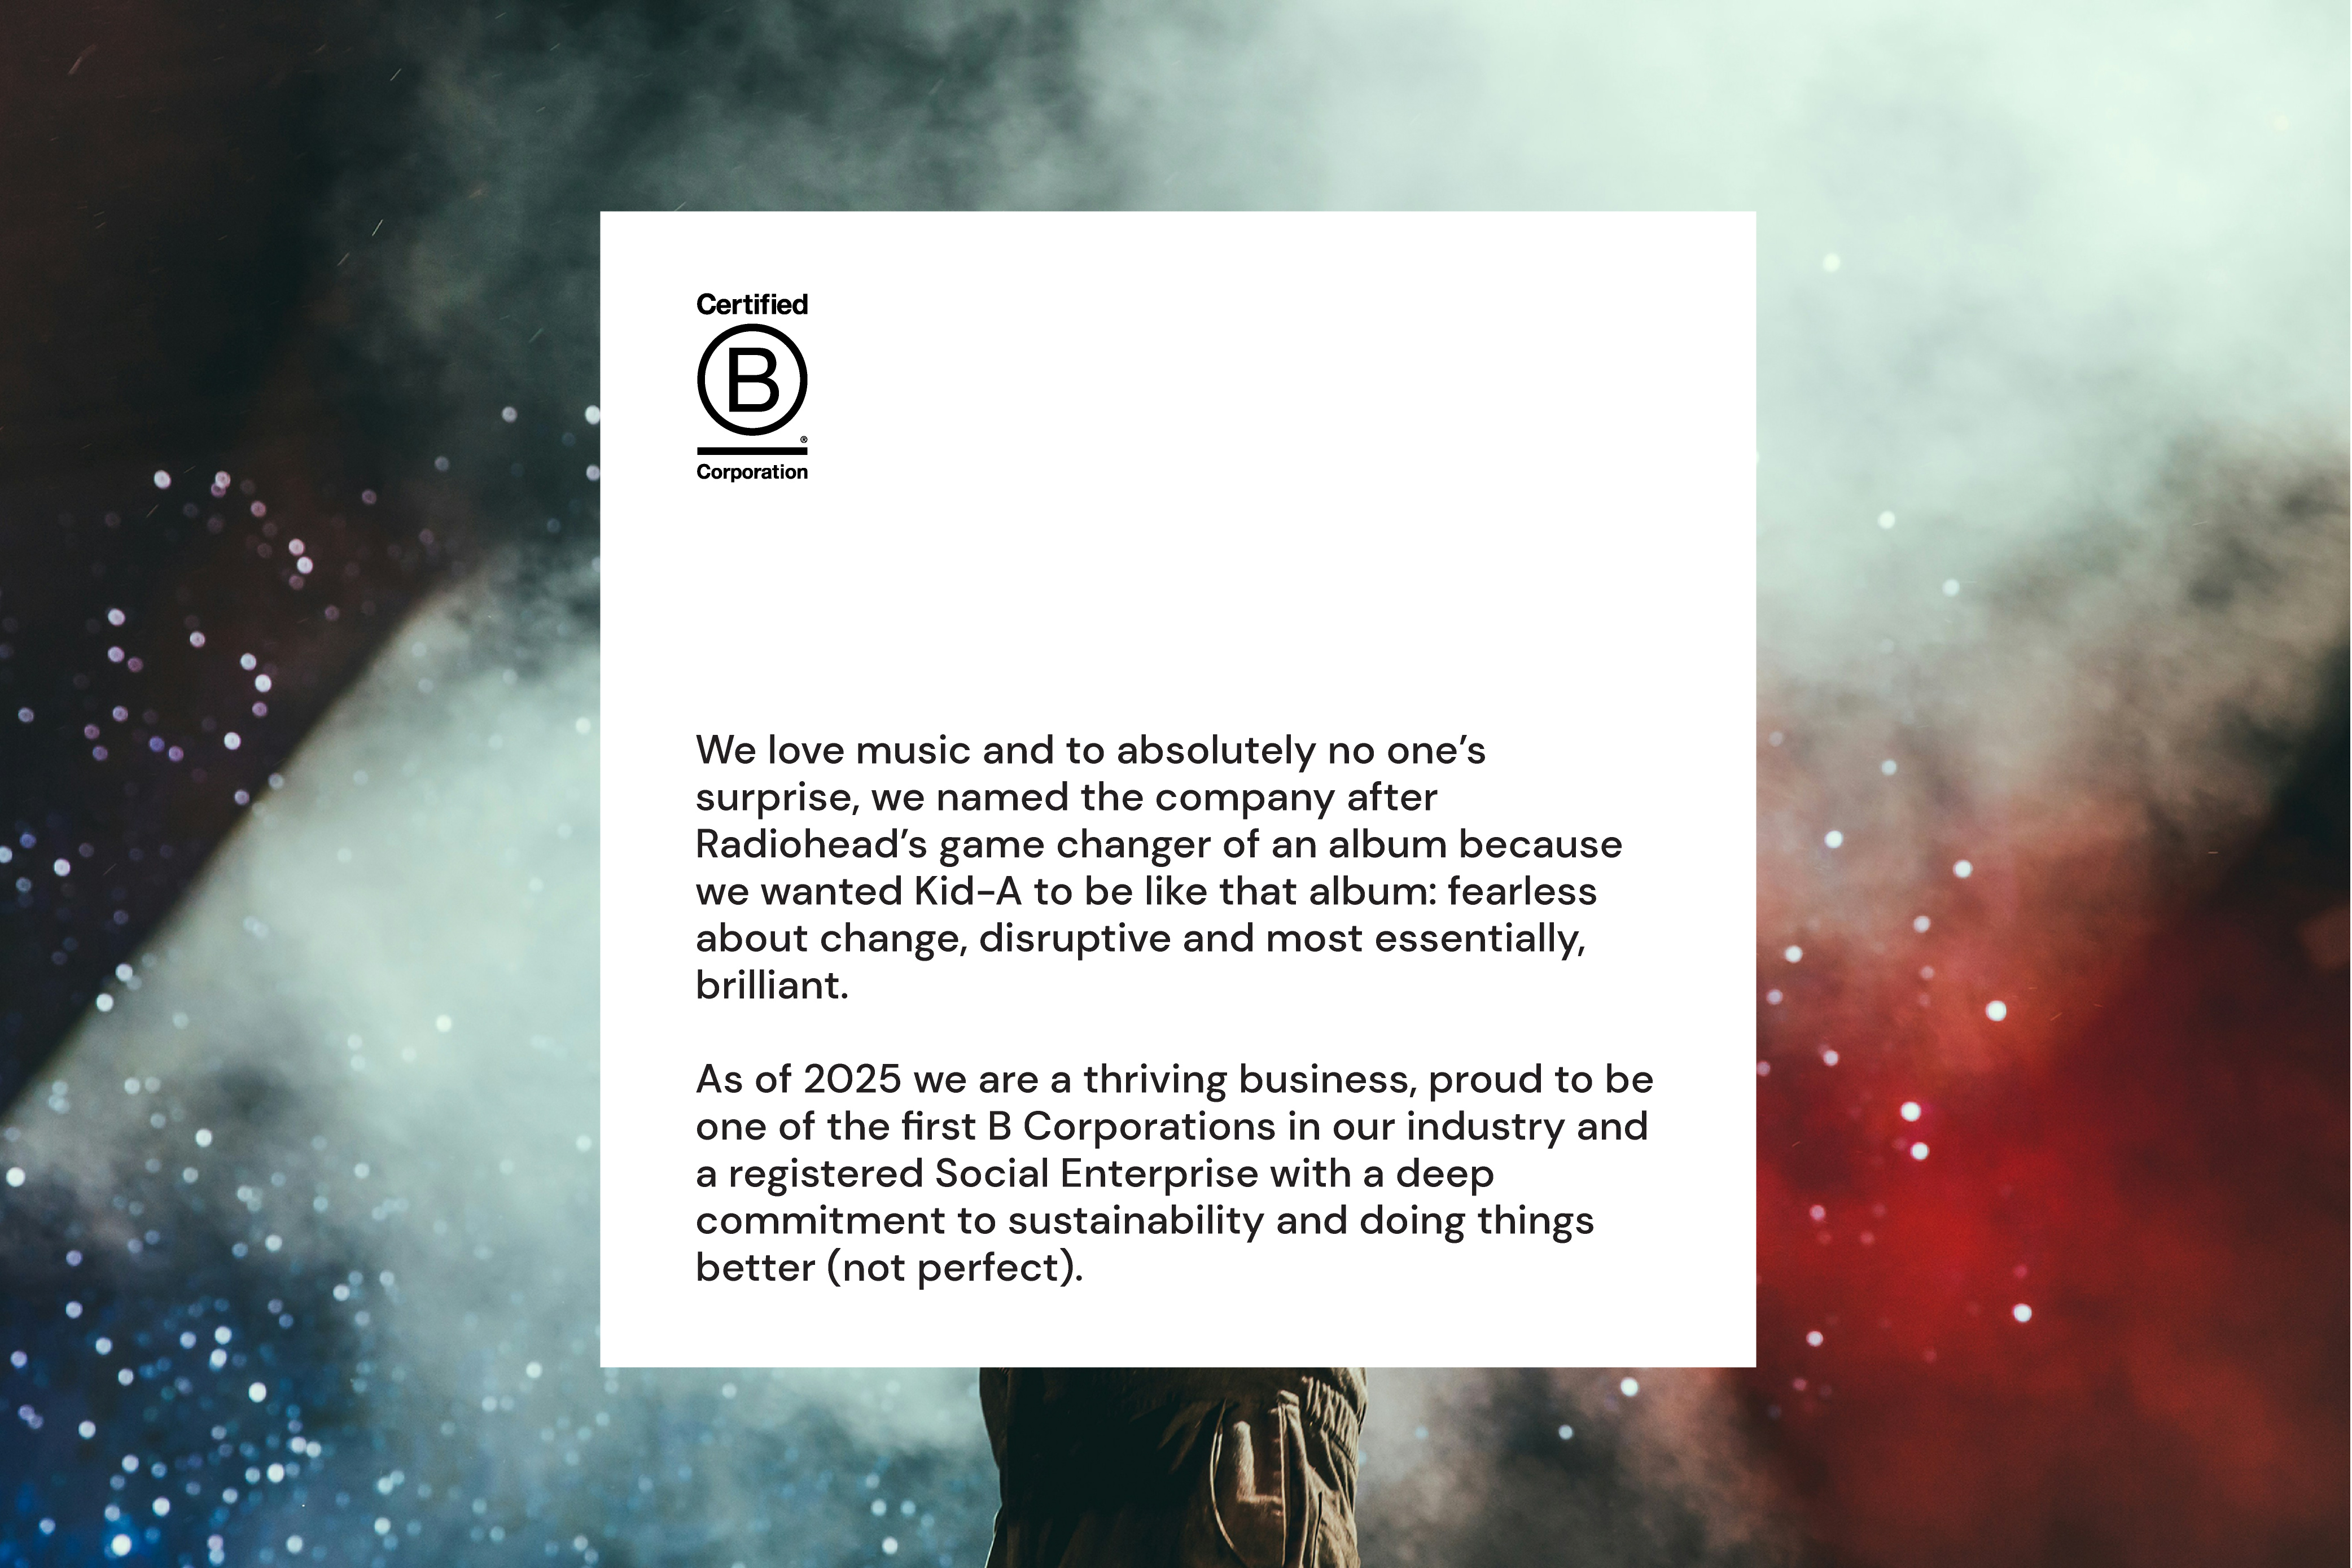 Certified
B
®
Corporation
We love music and to absolutely no one’s
surprise, we named the company after
Radiohead’s game changer of an album because
we wanted Kid-A to be like that album: fearless
about change, disruptive and most essentially,
brilliant.
As of 2025 we are a thriving business, proud to be
one of the first B Corporations in our industry and
a registered Social Enterprise with a deep
commitment to sustainability and doing things
better (not perfect).